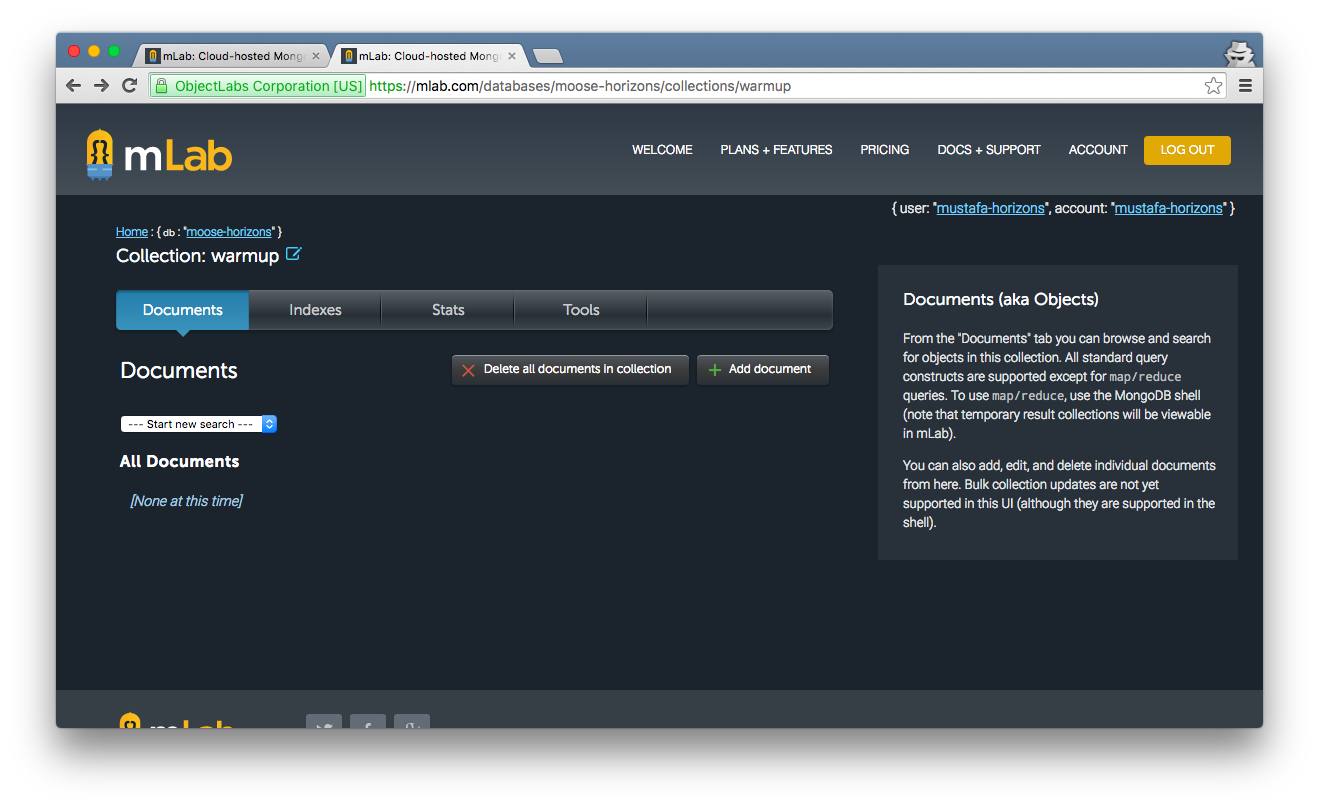 mLab: Cloud-hosted Mong
mLab: Cloud-hosted Mong
ObjectLabs Corporation [US] https://mlab.com/databases/moose-horizons/collections/warmup
mLab
WELCOME PLANS + FEATURES PRICING DOCS + SUPPORT ACCOUNT LOG OUT
{ user: "mustafa-horizons", account: "mustafa-horizons" }
Home : { db : "moose-horizons" }
Collection: warmup
Documents Indexes Stats Tools
Documents
Delete all documents in collection
Add document
--- Start new search ---
All Documents
[None at this time]
Documents (aka Objects)
From the "Documents" tab you can browse and search
for objects in this collection. All standard query
constructs are supported except for map/reduce
queries. To use map/reduce, use the MongoDB shell
(note that temporary result collections will be viewable
in mLab).
You can also add, edit, and delete individual documents
from here. Bulk collection updates are not yet
supported in this UI (although they are supported in the
shell).
mLab